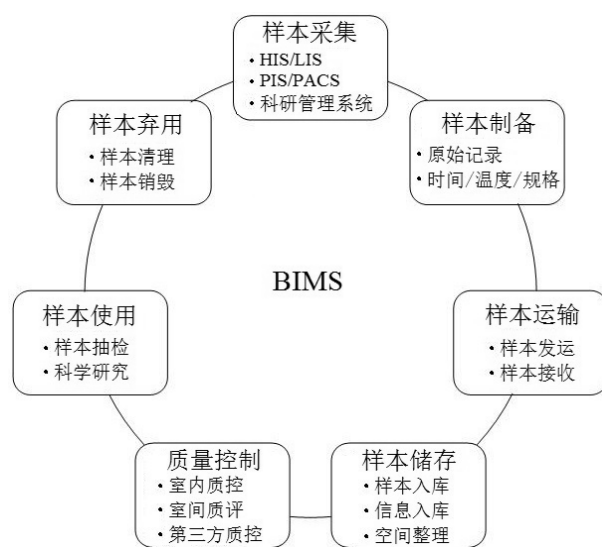 样本采集
• HIS/LIS
• PIS/PACS
• 科研管理系统
样本制备
• 原始记录
• 时间/温度/规格
样本运输
• 样本发运
• 样本接收
样本储存
• 样本入库
• 信息入库
• 空间整理
质量控制
• 室内质控
• 室间质评
• 第三方质控
样本使用
• 样本抽检
• 科学研究
样本弃用
• 样本清理
• 样本销毁
BIMS